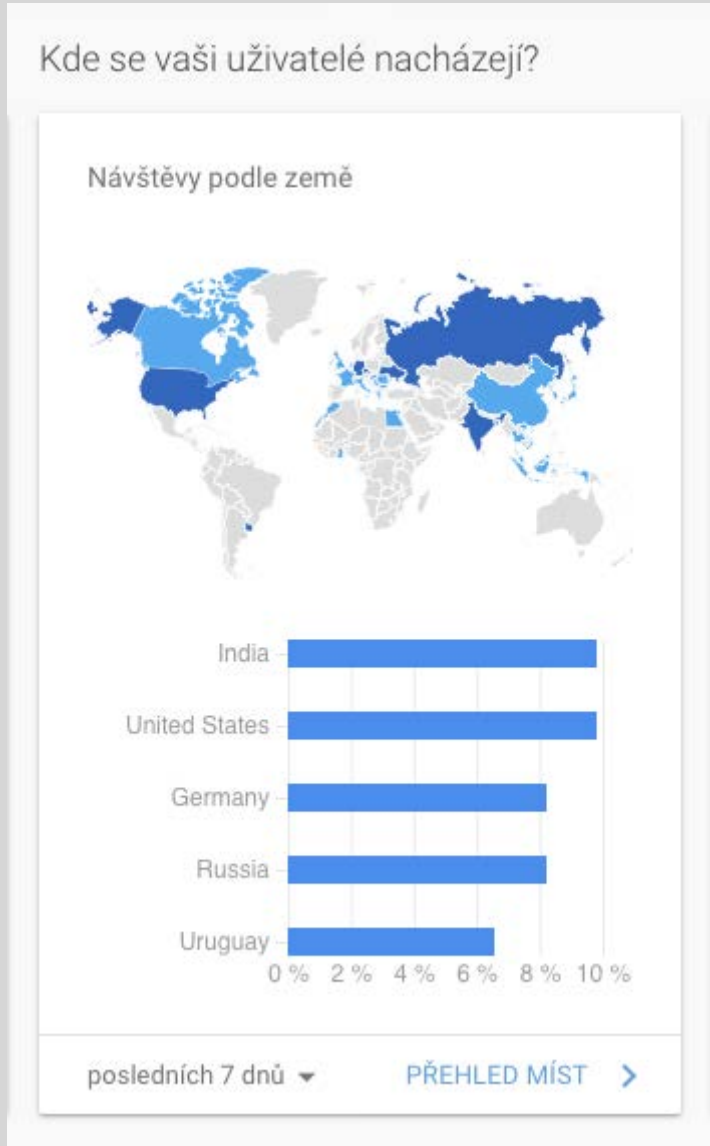 Kde se vaši uživatelé nacházejí?
Návštěvy podle země
India
United States
Germany
Russia
Uruguay
0 % 2 % 4 % 6 % 8 % 10 %
posledních 7 dnů
PŘEHLED MÍST